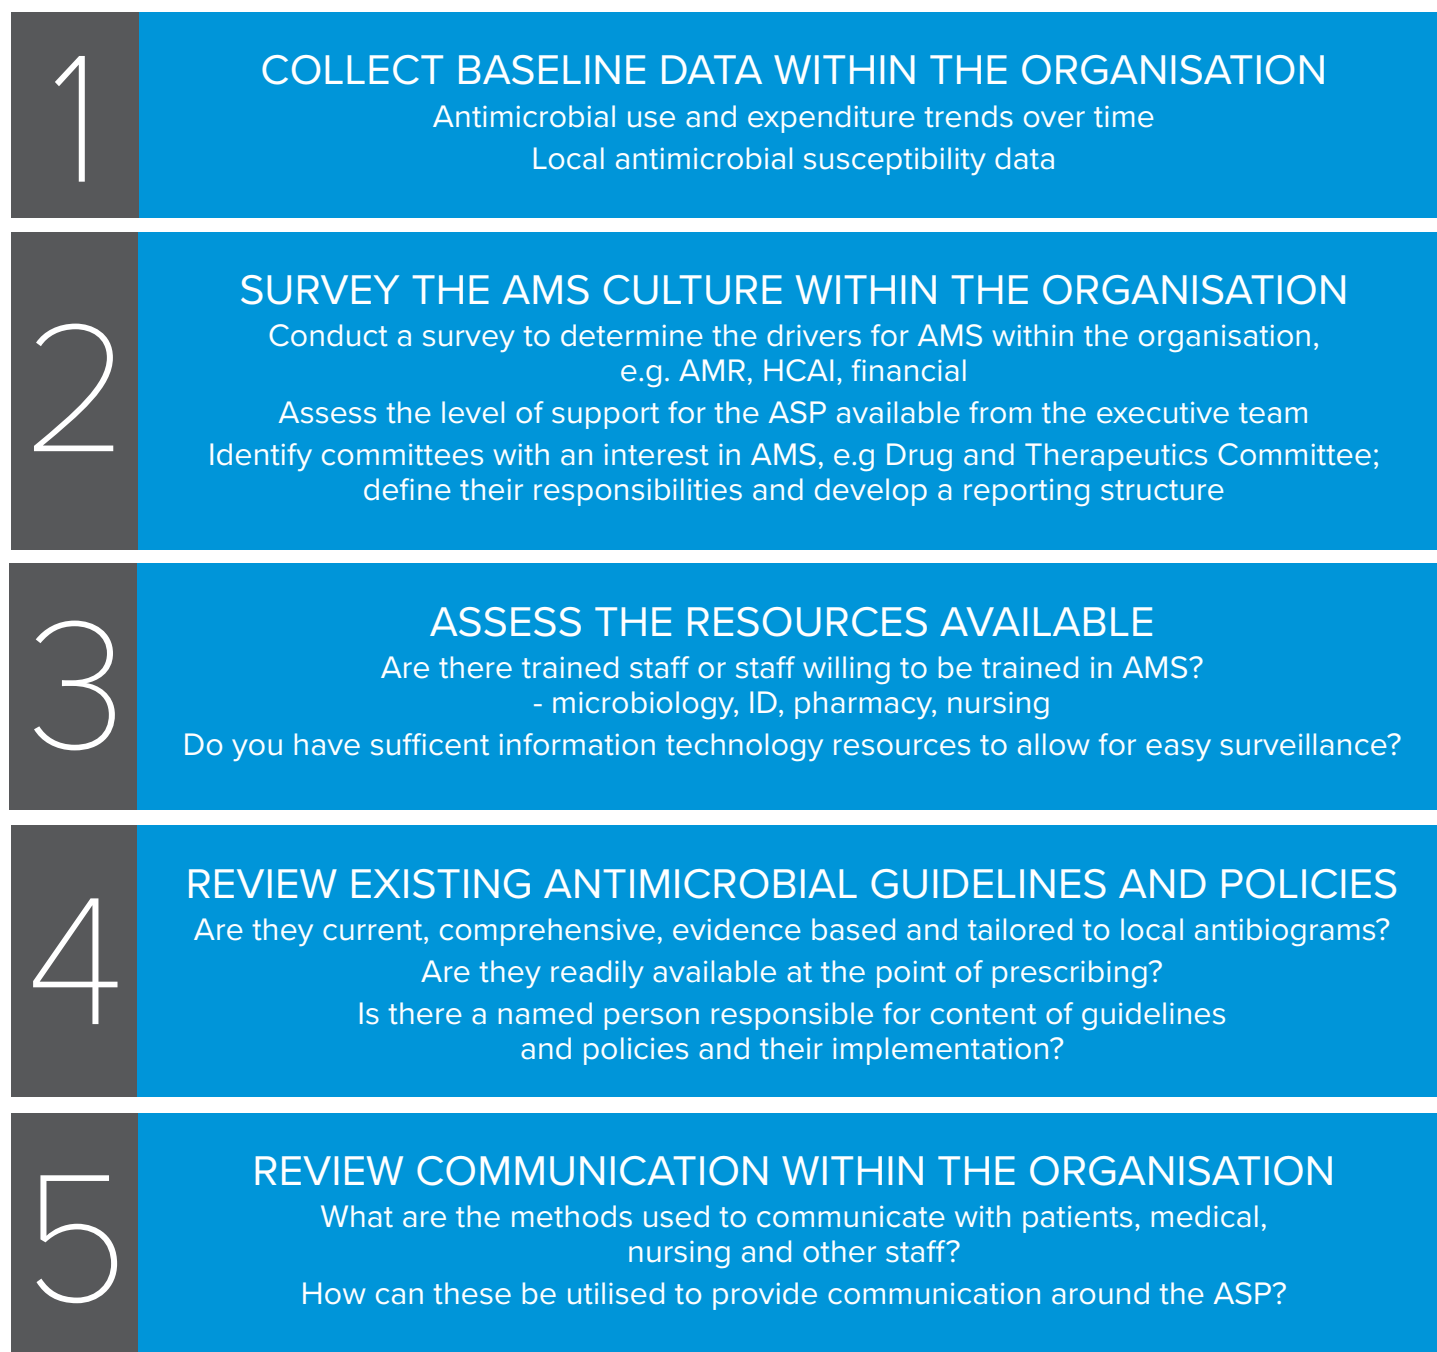 1
COLLECT BASELINE DATA WITHIN THE ORGANISATION
Antimicrobial use and expenditure trends over time
Local antimicrobial susceptibility data
2
SURVEY THE AMS CULTURE WITHIN THE ORGANISATION
Conduct a survey to determine the drivers for AMS within the organisation,
e.g. AMR, HCAI, financial
Assess the level of support for the ASP available from the executive team
Identify committees with an interest in AMS, e.g Drug and Therapeutics Committee;
define their responsibilities and develop a reporting structure
3
ASSESS THE RESOURCES AVAILABLE
Are there trained staff or staff willing to be trained in AMS?
- microbiology, ID, pharmacy, nursing
Do you have sufficent information technology resources to allow for easy surveillance?
4
REVIEW EXISTING ANTIMICROBIAL GUIDELINES AND POLICIES
Are they current, comprehensive, evidence based and tailored to local antibiograms?
Are they readily available at the point of prescribing?
Is there a named person responsible for content of guidelines
and policies and their implementation?
5
REVIEW COMMUNICATION WITHIN THE ORGANISATION
What are the methods used to communicate with patients, medical,
nursing and other staff?
How can these be utilised to provide communication around the ASP?